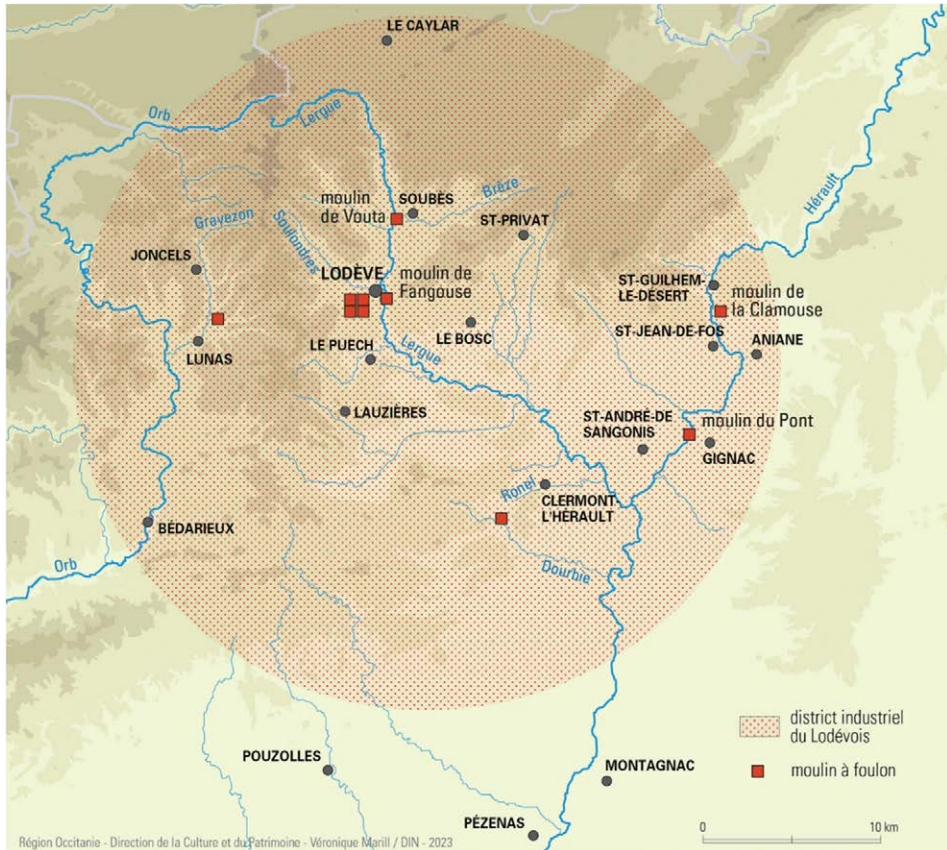 LE CAYLAR
Orb
Lergue
Hérault
moulin
de Vouta
SOUBÈS
Brèze
Gravezon
Soulondres
ST-PRIVAT
JONCELS
LODÈVE
moulin de
Fangouse
ST-GUILHEM-
LE-DÉSERT
moulin de
la Clamouse
LUNAS
LE PUECH
Lergue
LE BOSC
ST-JEAN-DE-FOS
ANIANE
LAUZIÈRES
ST-ANDRÉ-DE
SANGONIS
moulin du Pont
GIGNAC
Ronel
CLERMONT-
L'HÉRAULT
BÉDARIEUX
Orb
Dourbie
district industriel
du Lodévois
moulin à foulon
POUZOLLES
MONTAGNAC
PÉZENAS
0 10 km
Région Occitanie - Direction de la Culture et du Patrimoine - Véronique Marill / DIN - 2023